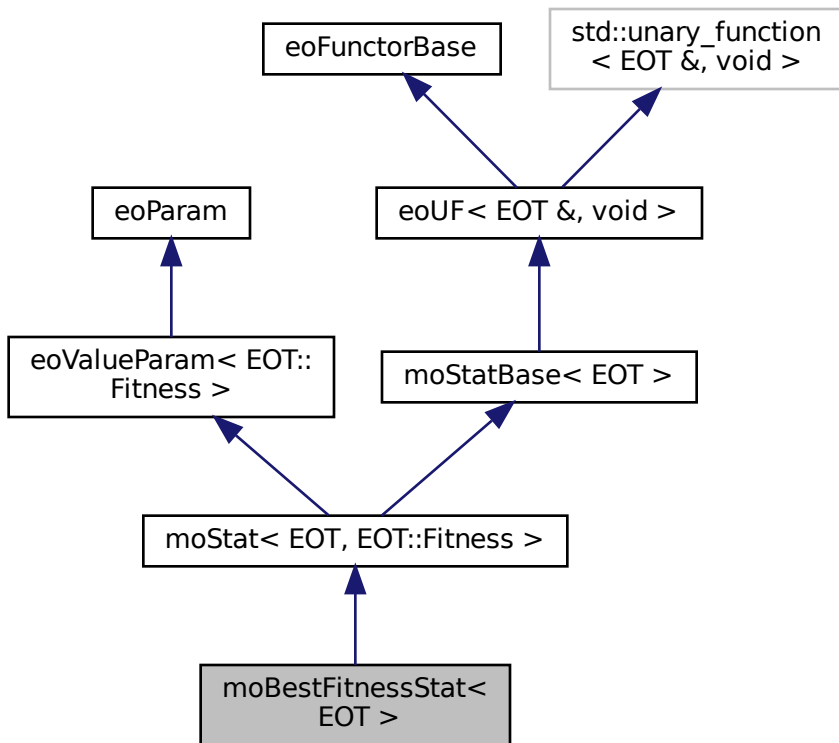 std::unary_function
< EOT &, void >
eoFunctorBase
eoParam
eoUF< EOT &, void >
eoValueParam< EOT::
Fitness >
moStatBase< EOT >
moStat< EOT, EOT::Fitness >
moBestFitnessStat<
EOT >